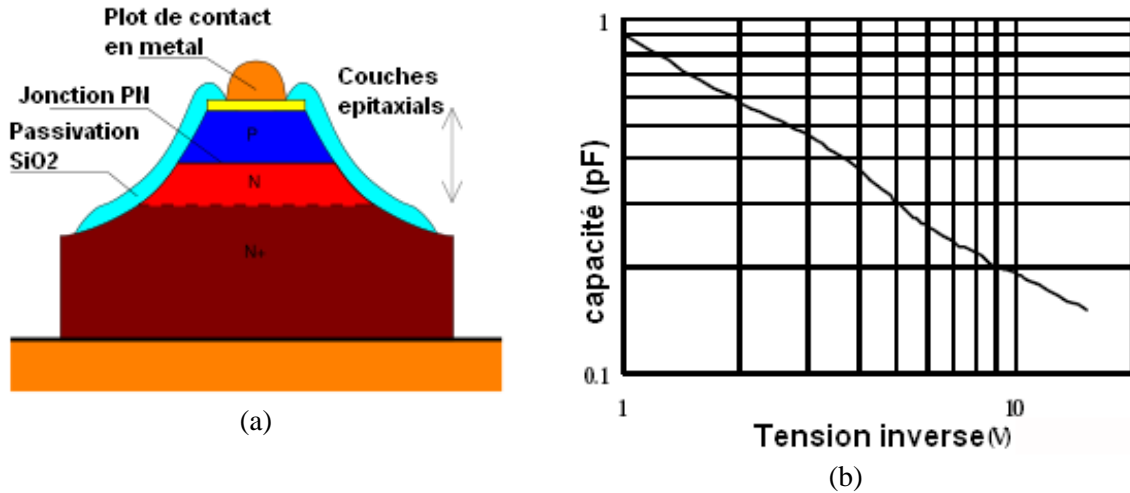 Plot de contact
en metal
Couches
epitaxials
Jonction PN
Passivation
SiO2
P
N
N+
(a)
1
capacité (pF)
0.1
1
10
Tension inverse(V)
(b)